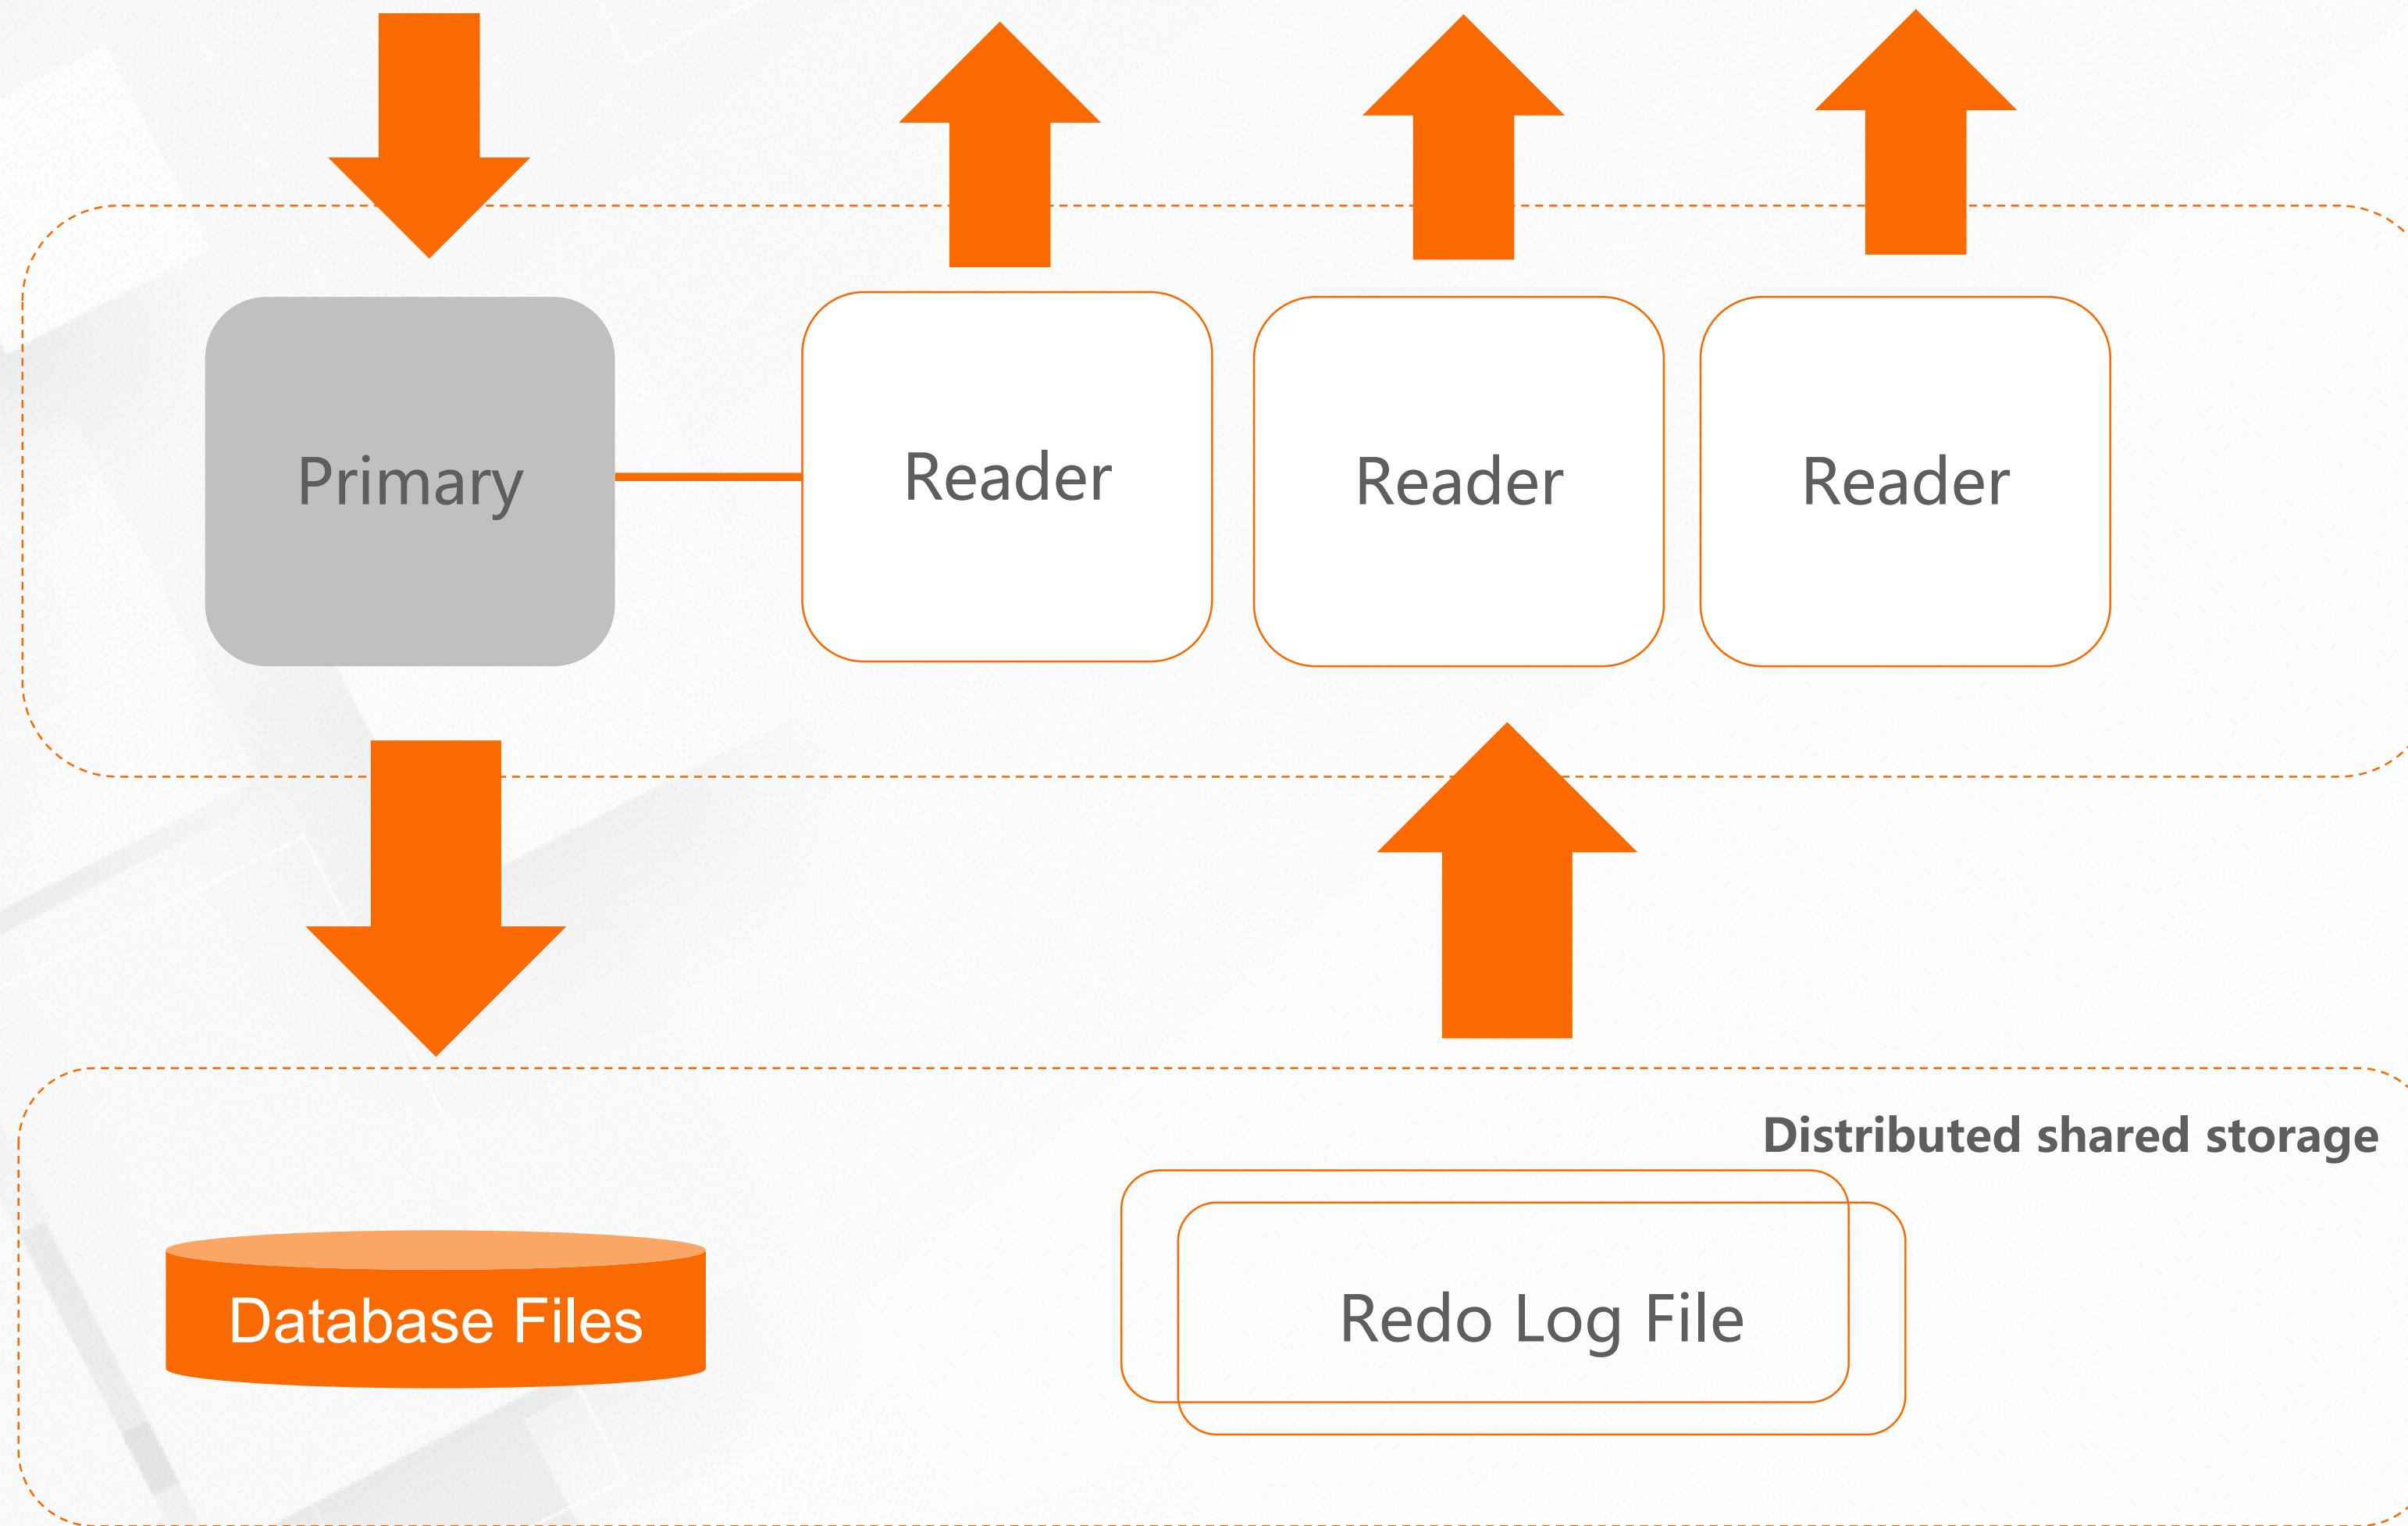 Primary
Reader
Reader
Reader
Distributed shared storage
Database Files
Redo Log File